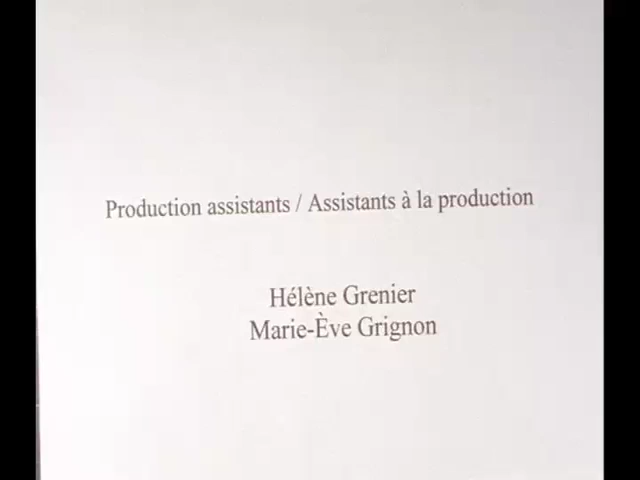 Production assistants / Assistants à la production
Hélène Grenier
Marie-Ève Grignon